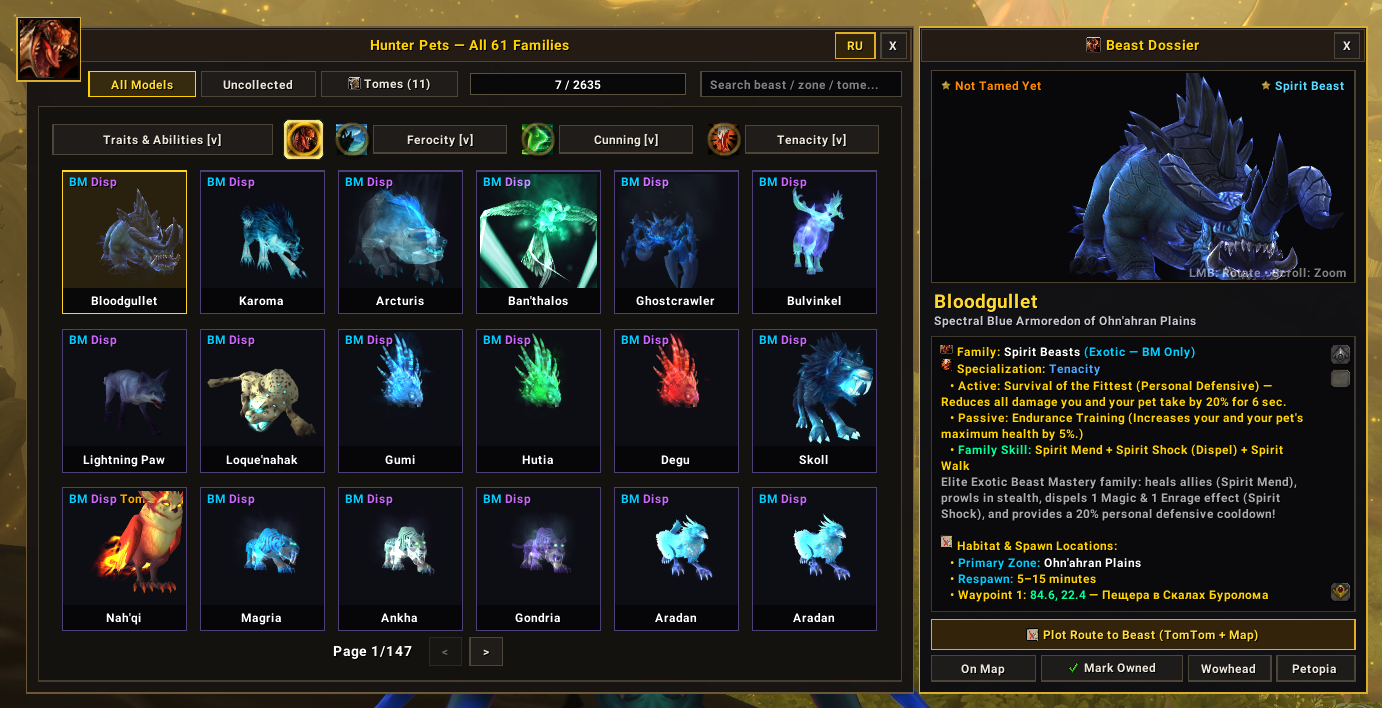 Hunter Pets — All 61 Families
RU
X
All Models
Uncollected
Tomes (11)
7 / 2635
Search beast / zone / tome...
Traits & Abilities [v]
Ferocity [v]
Cunning [v]
Tenacity [v]
BM Disp
BM Disp
BM Disp
BM Disp
BM Disp
BM Disp
Bloodgullet
Karoma
Arcturis
Ban'thalos
Ghostcrawler
Bulvinkel
BM Disp
BM Disp
BM Disp
BM Disp
BM Disp
Lightning Paw
Loque'nahak
Gumi
Hutia
Degu
Skoll
BM Disp Tom
BM Disp
BM Disp
BM Disp
BM Disp
BM Disp
Nah'qi
Magria
Ankha
Gondria
Aradan
Aradan
Page 1/147
<
>
Beast Dossier
X
Not Tamed Yet
Spirit Beast
LMB: Rotate • Scroll: Zoom
Bloodgullet
Spectral Blue Armoredon of Ohn'ahran Plains
Family: Spirit Beasts (Exotic — BM Only)
Specialization: Tenacity
• Active: Survival of the Fittest (Personal Defensive) —
Reduces all damage you and your pet take by 20% for 6 sec.
• Passive: Endurance Training (Increases your and your pet's
maximum health by 5%.)
• Family Skill: Spirit Mend + Spirit Shock (Dispel) + Spirit
Walk
Elite Exotic Beast Mastery family: heals allies (Spirit Mend),
prowls in stealth, dispels 1 Magic & 1 Enrage effect (Spirit
Shock), and provides a 20% personal defensive cooldown!
Habitat & Spawn Locations:
• Primary Zone: Ohn'ahran Plains
• Respawn: 5–15 minutes
• Waypoint 1: 84.6, 22.4 — Пещера в Скалах Буролома
Plot Route to Beast (TomTom + Map)
On Map
Mark Owned
Wowhead
Petopia